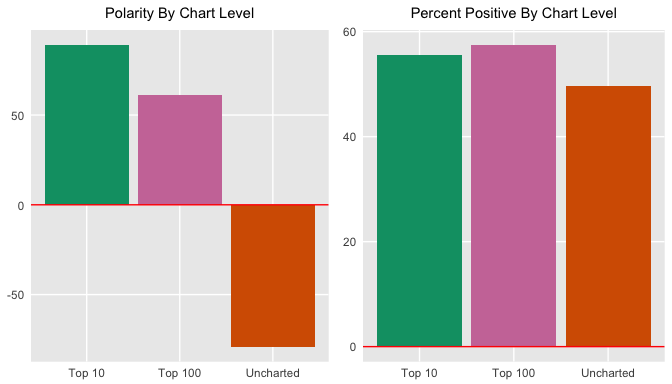 Polarity By Chart Level
50
0
-50
Top 10 Top 100 Uncharted
Percent Positive By Chart Level
60
40
20
0
Top 10 Top 100 Uncharted